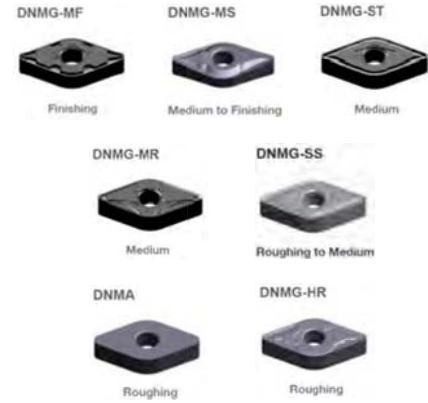 DNMG-MF
DNMG-MS
DNMG-ST
Finishing
Medium to Finishing
Medium
DNMG-MR
DNMG-SS
Medium
Roughing to Medium
DNMA
DNMG-HR
Roughing
Roughing